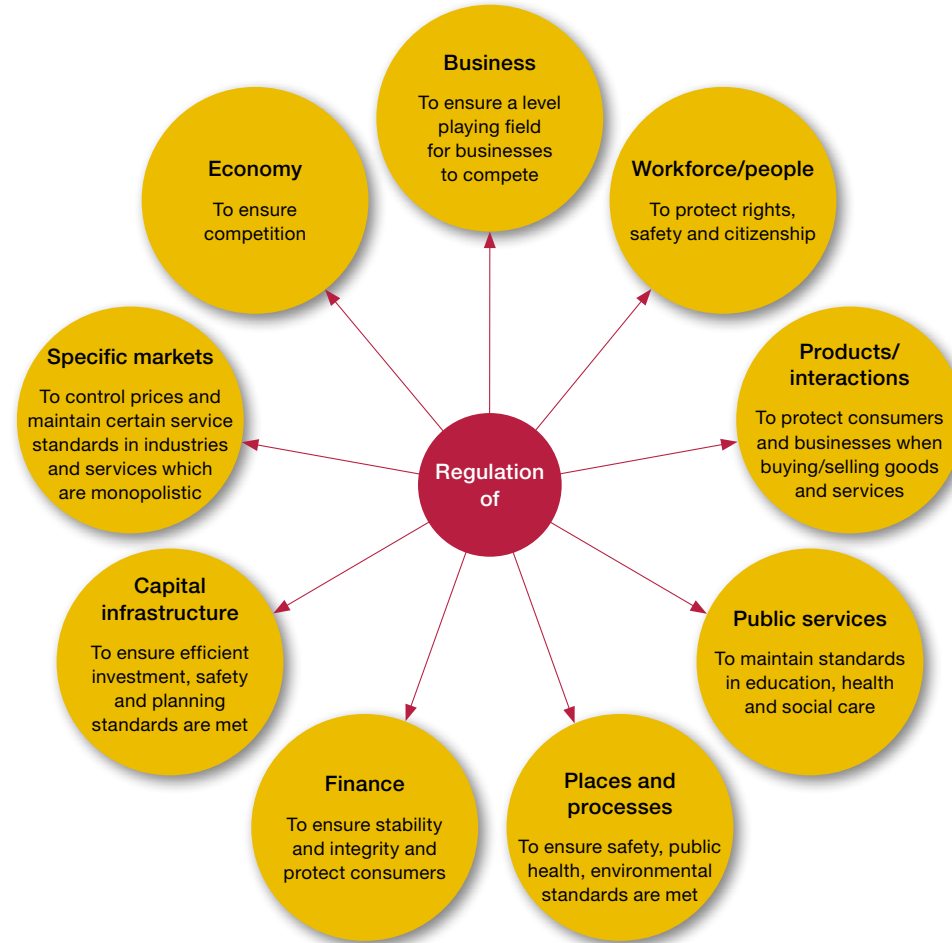 Business
To ensure a level
playing field
for businesses
to compete
Workforce/people
To protect rights,
safety and citizenship
Products/
interactions
To protect consumers
and businesses when
buying/selling goods
and services
Public services
To maintain standards
in education, health
and social care
Places and
processes
To ensure safety, public
health, environmental
standards are met
Finance
To ensure stability
and integrity and
protect consumers
Capital
infrastructure
To ensure efficient
investment, safety
and planning
standards are met
Specific markets
To control prices and
maintain certain service
standards in industries
and services which
are monopolistic
Economy
To ensure
competition
Regulation
of